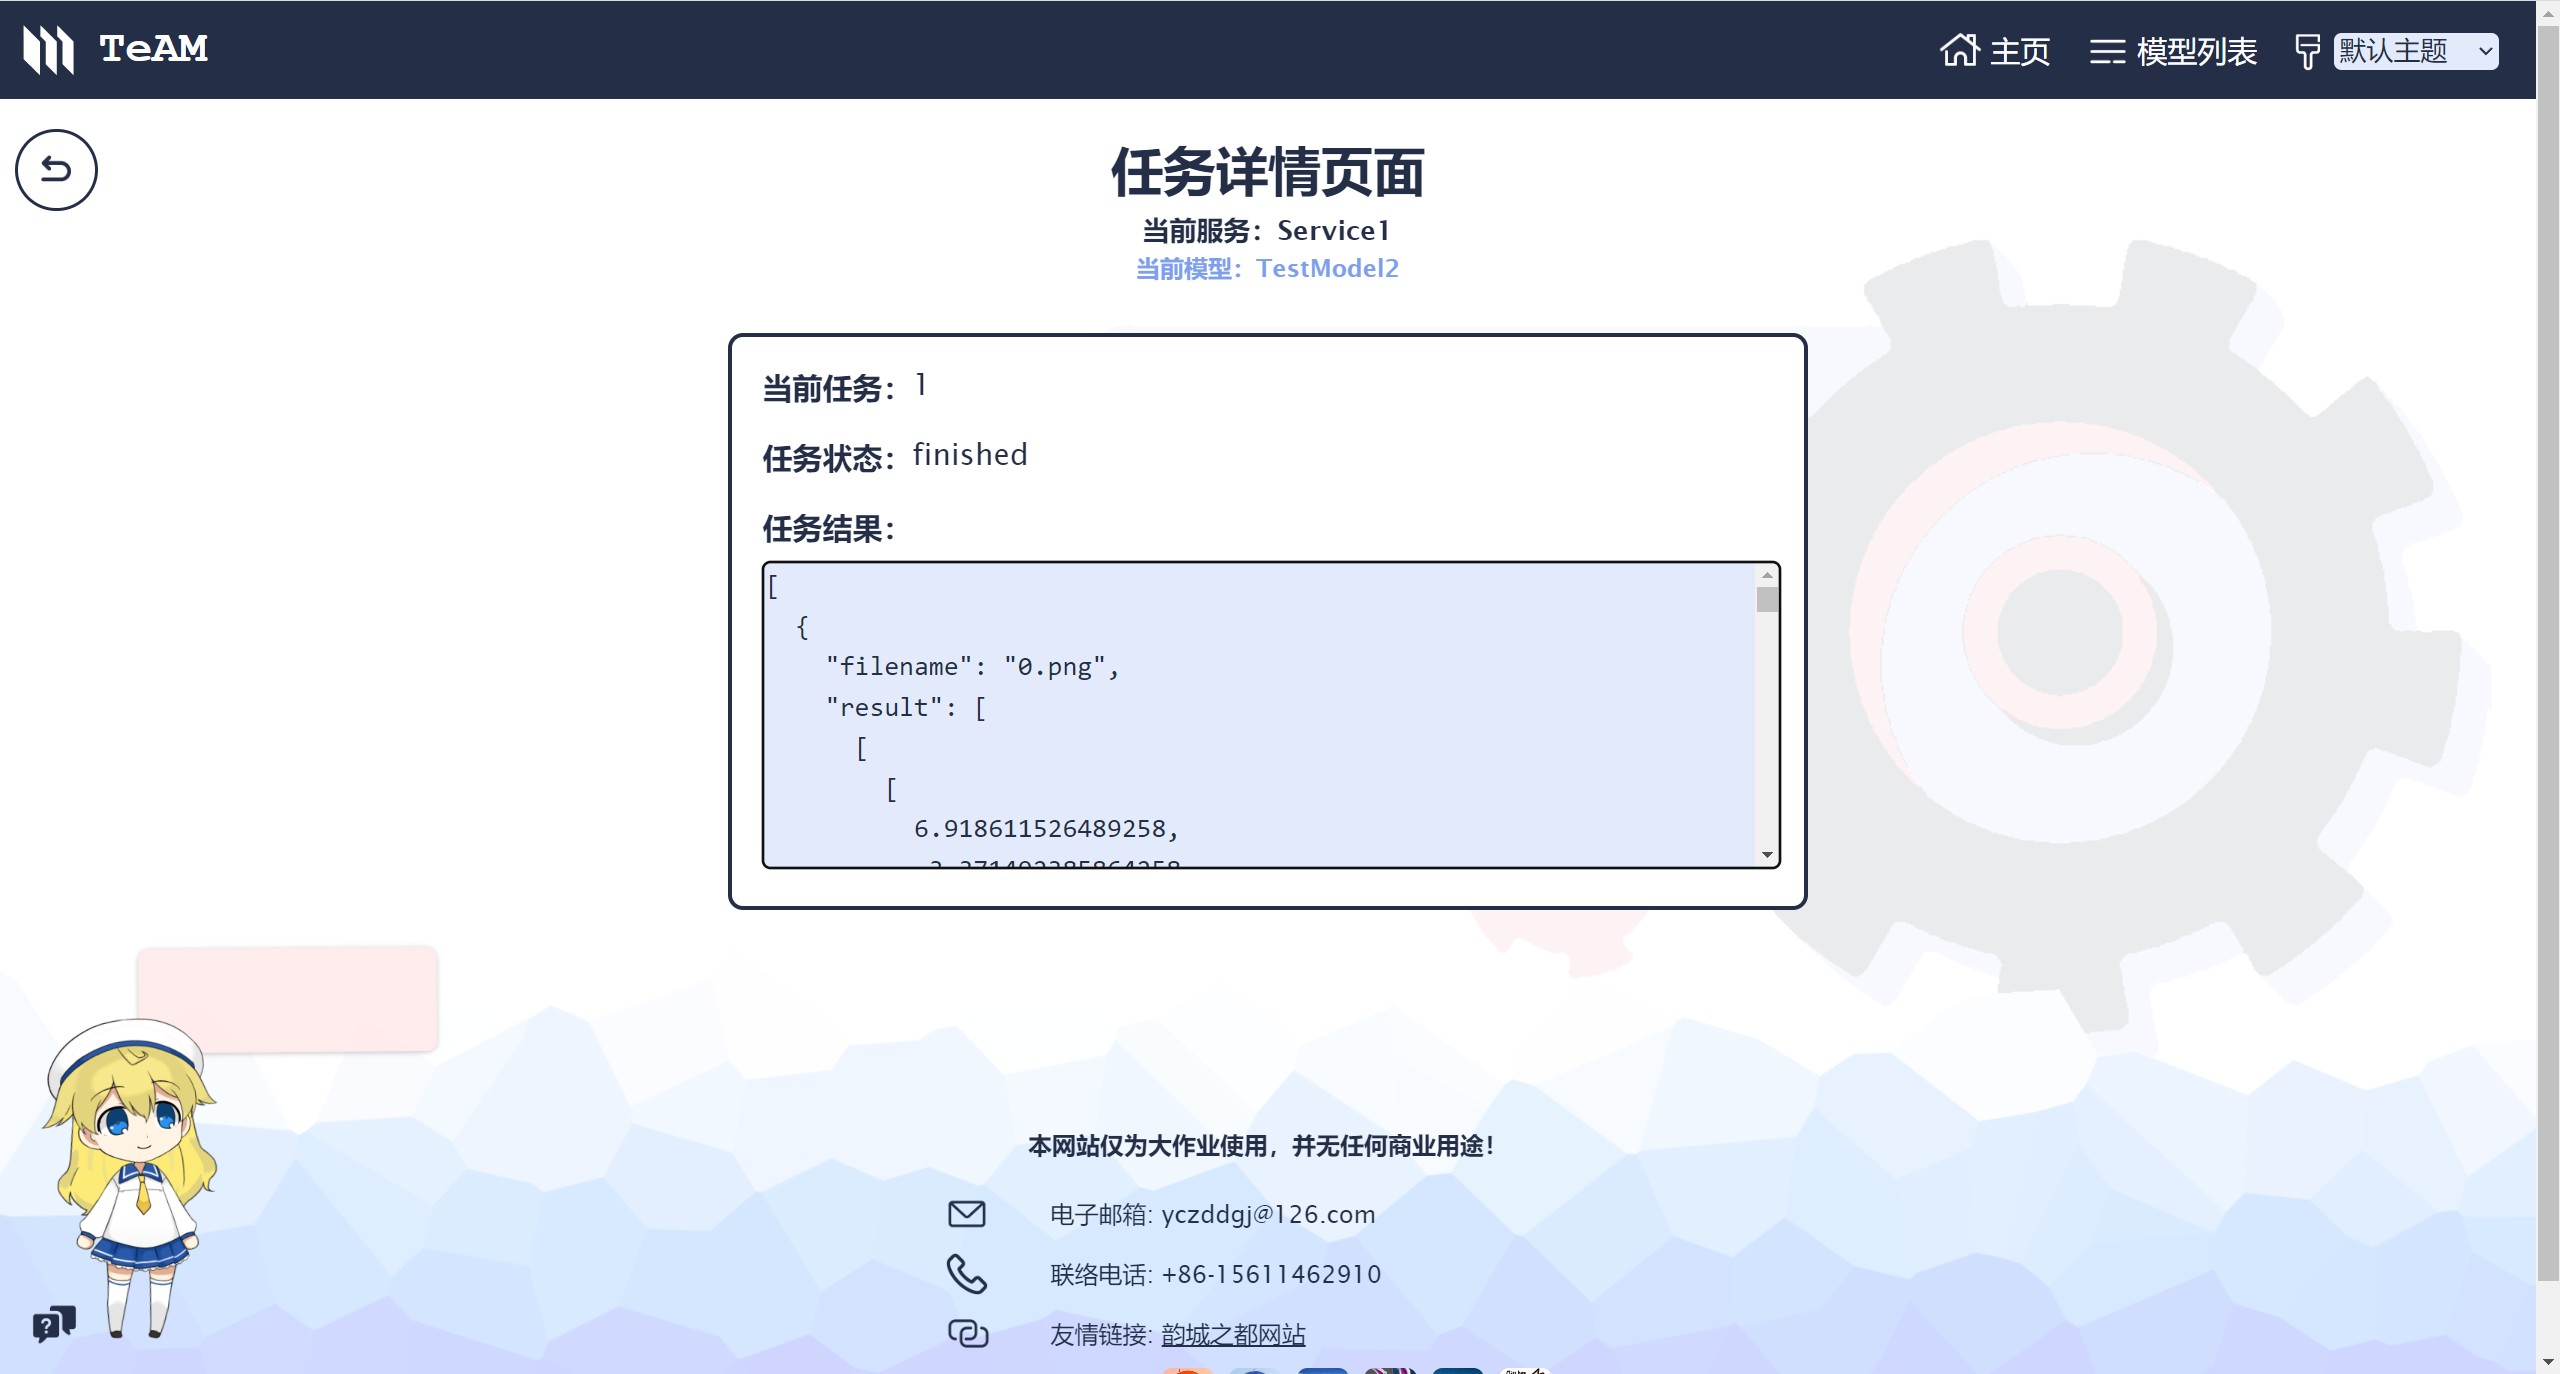 TeAM
主页
模型列表
默认主题
任务详情页面
当前服务：Service1
当前模型：TestModel2
当前任务：1
任务状态：finished
任务结果：
[
{
"filename": "0.png",
"result": [
[
[
6.918611526489258,
本网站仅为大作业使用，并无任何商业用途！
电子邮箱: yczddgj@126.com
联络电话: +86-15611462910
友情链接: 韵城之都网站